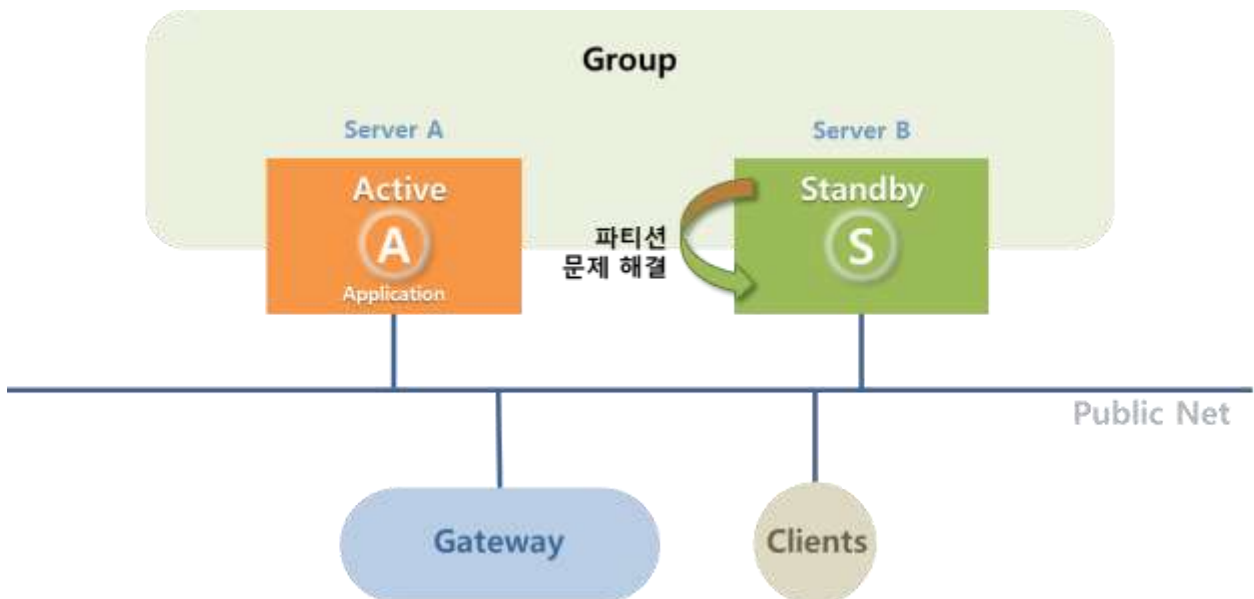 Group
Server A
Server B
Active
A
Application
Standby
S
파티션
문제 해결
Public Net
Gateway
Clients